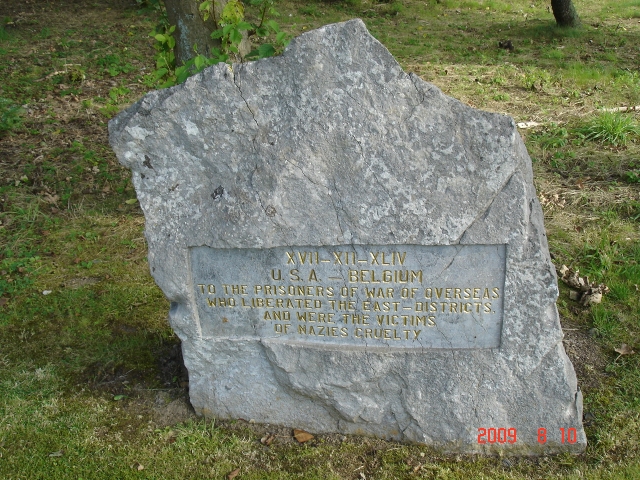 XVII-XII-XLIV
U.S.A. - BELGIUM
TO THE PRISONERS OF WAR OF OVERSEAS
WHO LIBERATED THE EAST-DISTRICTS.
AND WERE THE VICTIMS
OF NAZIES CRUELTY
2009 8 10